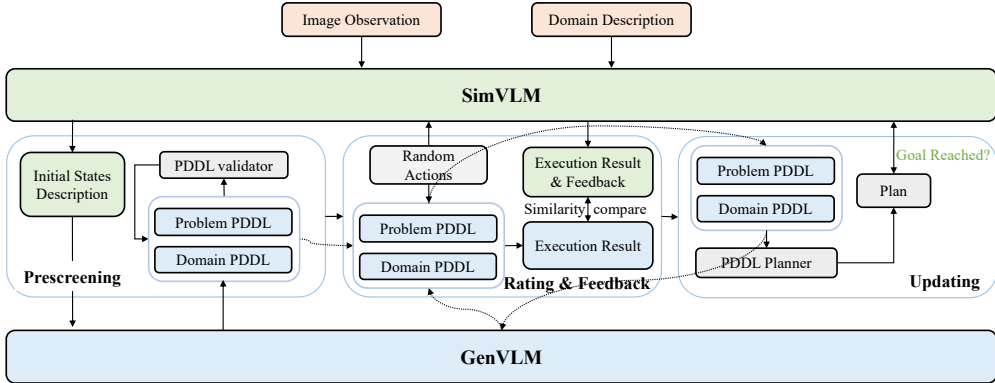 Image Observation
Domain Description
SimVLM
Initial States
Description
PDDL validator
Problem PDDL
Domain PDDL
Prescreening
Random
Actions
Execution Result
& Feedback
Similarity compare
Problem PDDL
Domain PDDL
Execution Result
Rating & Feedback
Problem PDDL
Domain PDDL
Goal Reached?
Plan
PDDL Planner
Updating
GenVLM